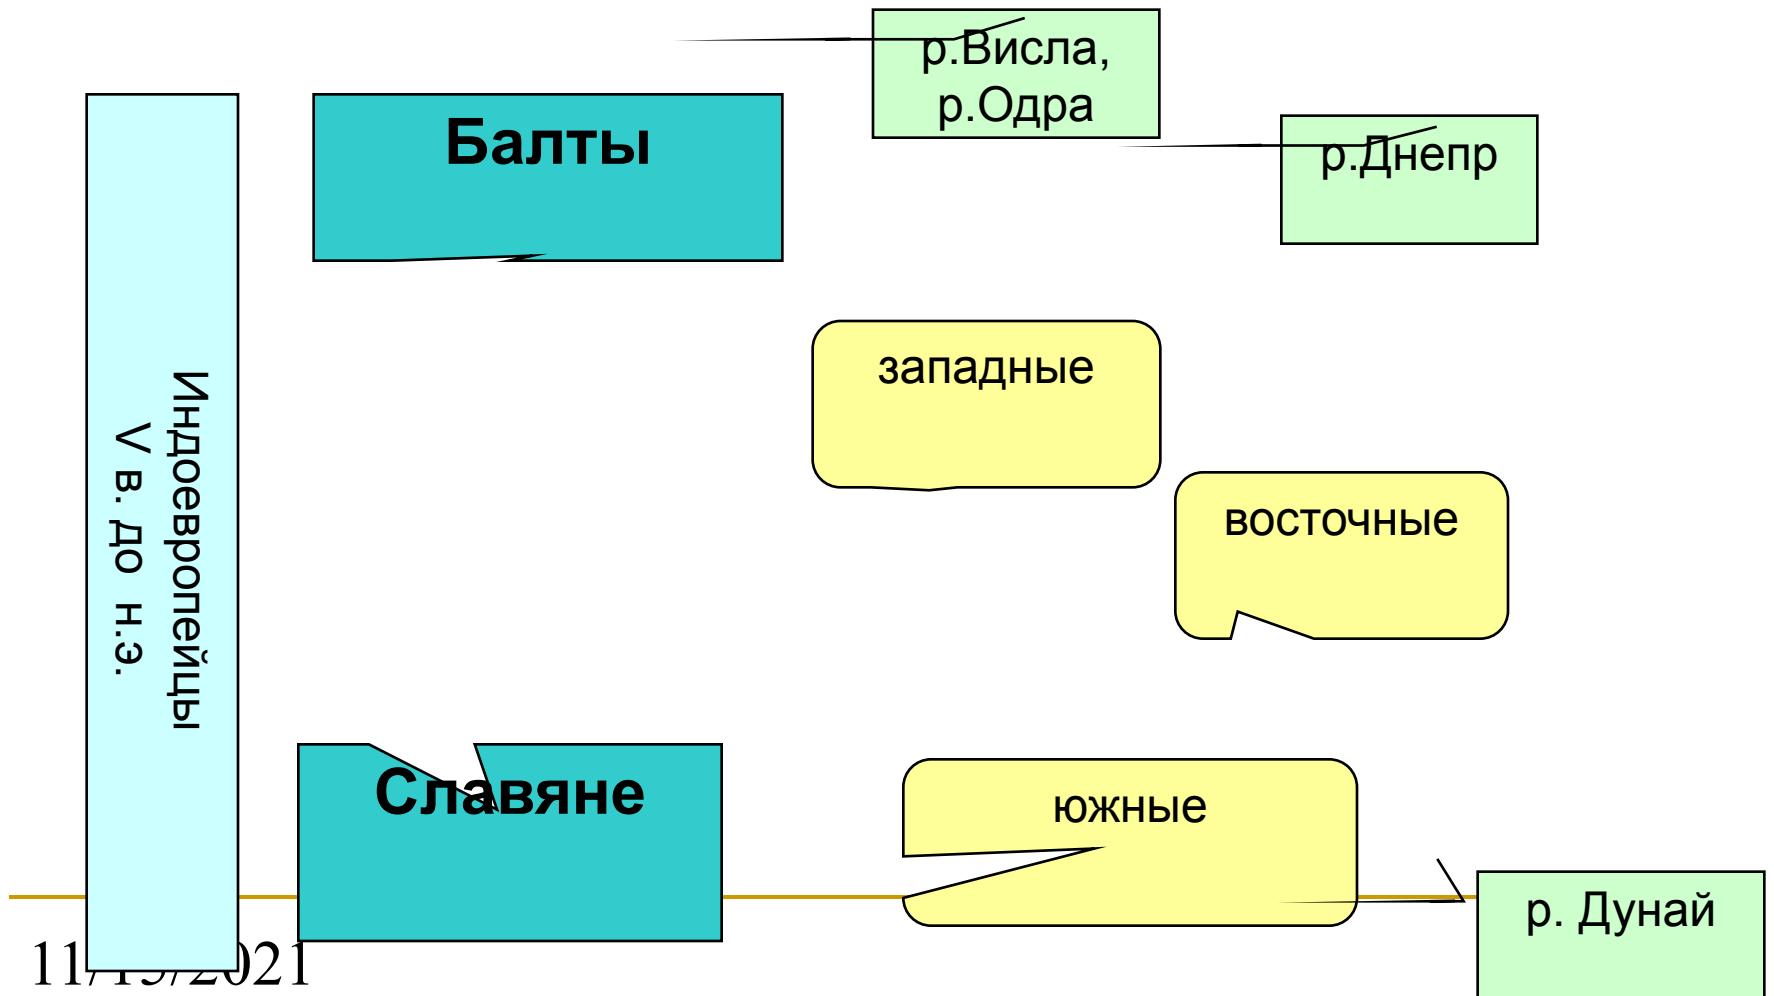 р.Висла,
р.Одра
Балты
р.Днепр
западные
Индоевропейцы
V в. до н.э.
восточные
Славяне
южные
р. Дунай